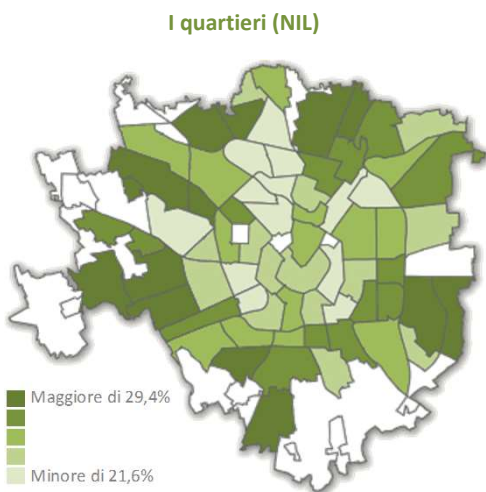 I quartieri (NIL)
Maggiore di 29,4%
Minore di 21,6%